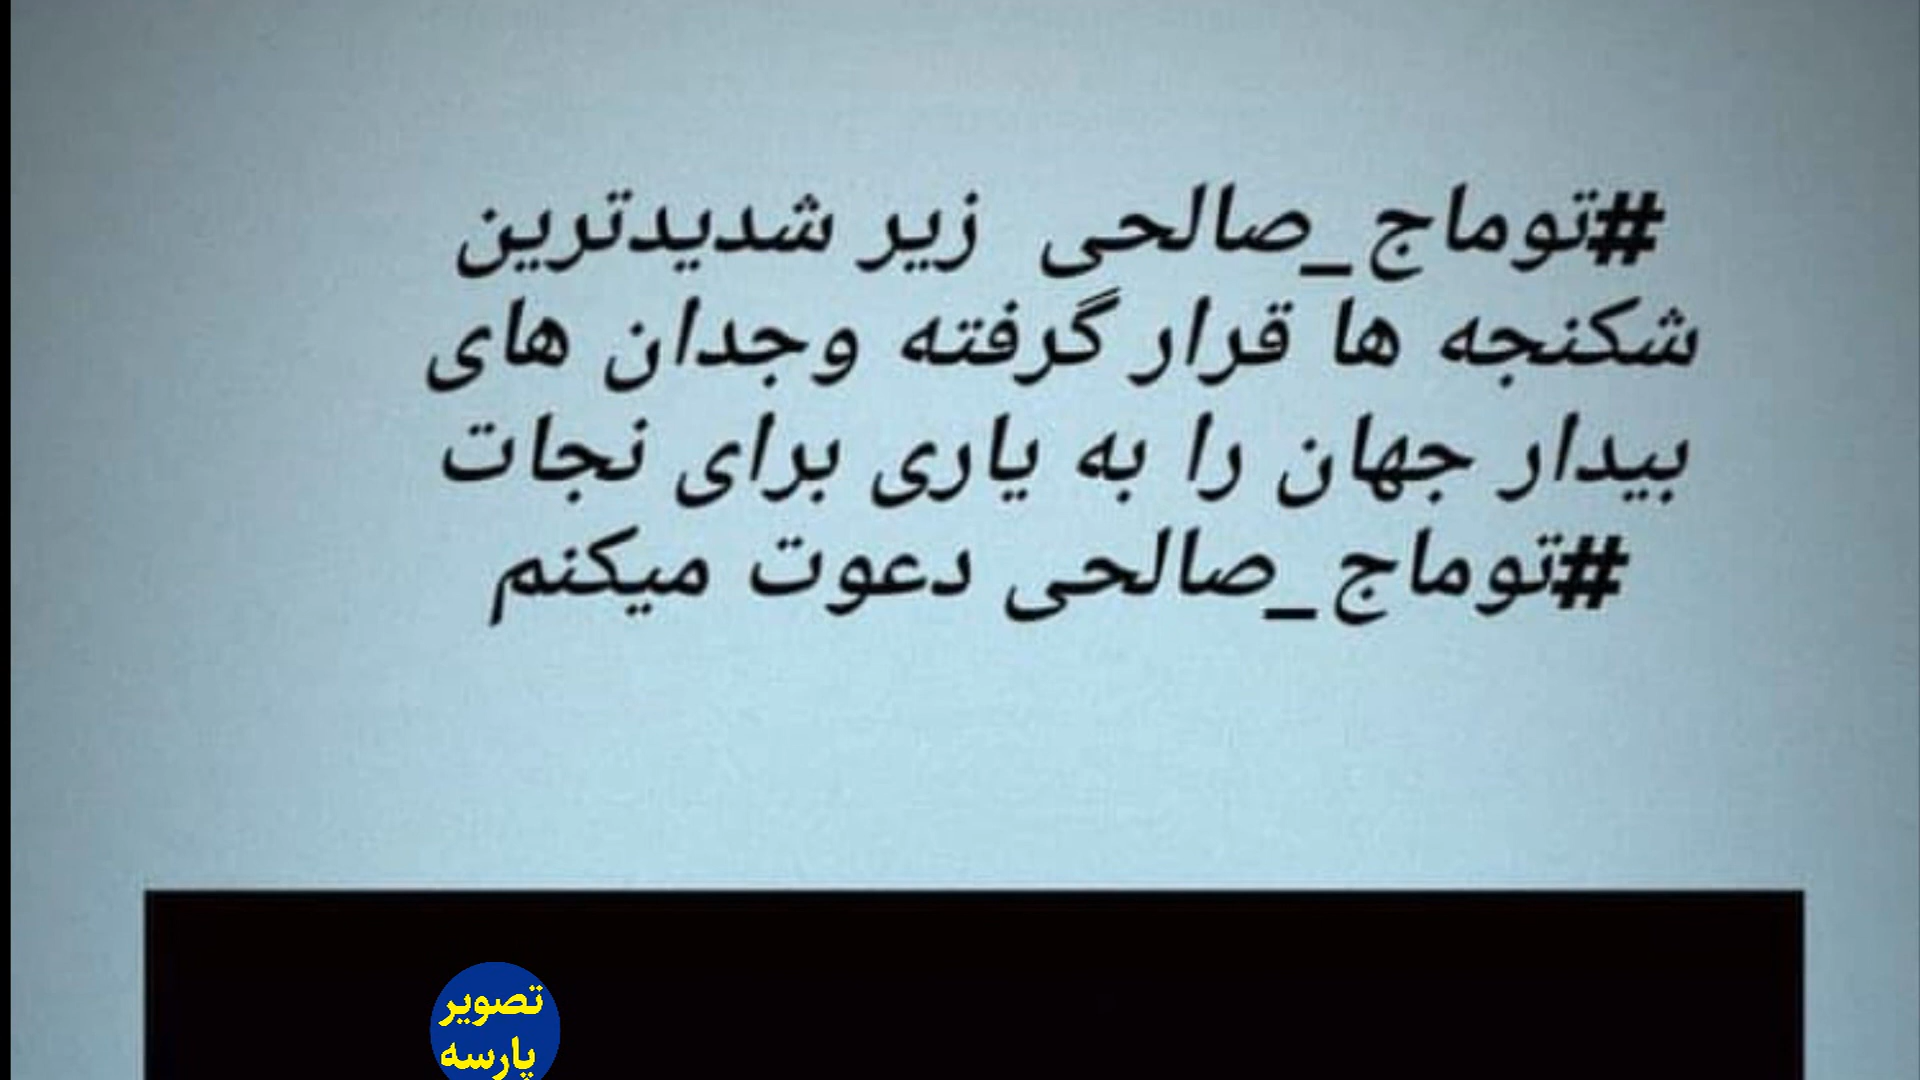 #توماج_صالحی زیر شدیدترین
شکنجه ها قرار گرفته وجدان های
بیدار جهان را به یاری برای نجات
#توماج_صالحی دعوت میکنم
تصویر
پارسه